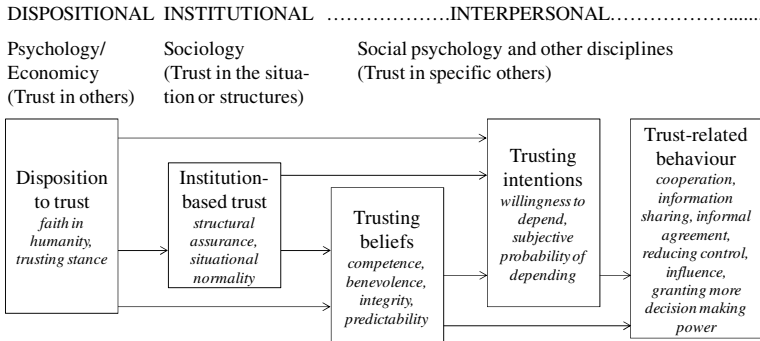 DISPOSITIONAL INSTITUTIONAL ………………..INTERPERSONAL……………......
Psychology/
Economicy
(Trust in others)
Sociology
(Trust in the situa-
tion or structures)
Social psychology and other disciplines
(Trust in specific others)
Disposition
to trust
faith in
humanity,
trusting stance
Institution-
based trust
structural
assurance,
situational
normality
Trusting
beliefs
competence,
benevolence,
integrity,
predictability
Trusting
intentions
willingness to
depend,
subjective
probability of
depending
Trust-related
behaviour
cooperation,
information
sharing, informal
agreement,
reducing control,
influence,
granting more
decision making
power